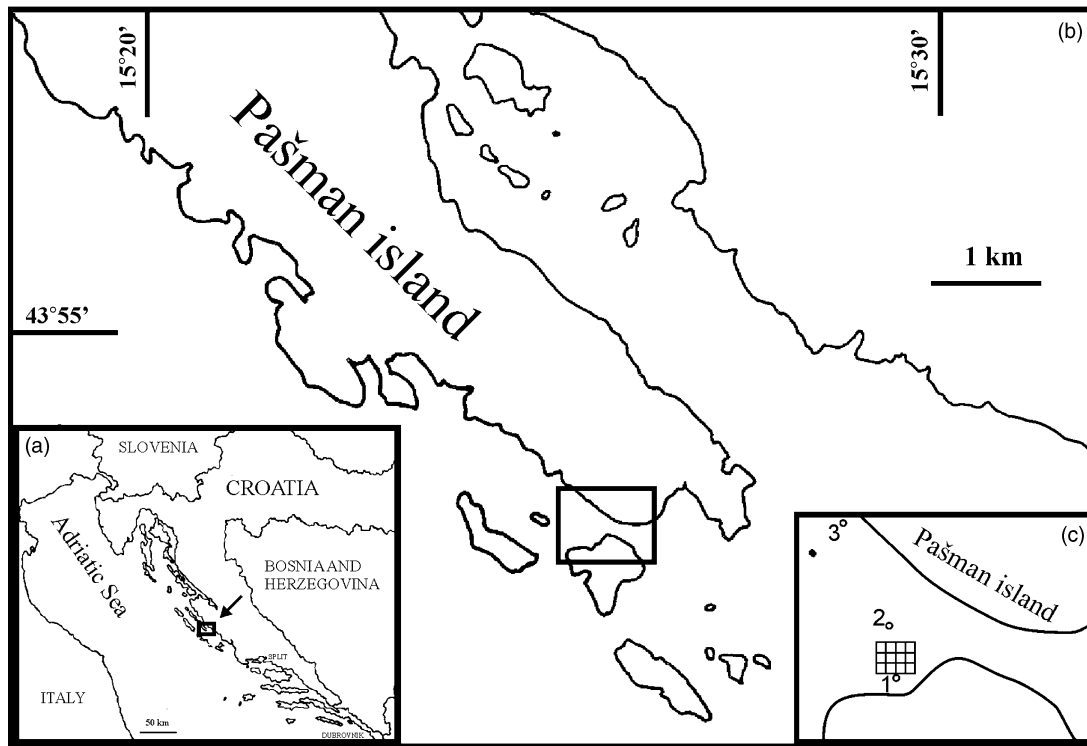 (b)
15°20'
15°30'
Pašman island
1 km
43°55'
(a)
SLOVENIA
CROATIA
Adriatic Sea
BOSNIA AND
HERZEGOVINA
SPLIT
ITALY
50 km
DUBROVNIK
(c)
3°
Pašman island
2°
1°